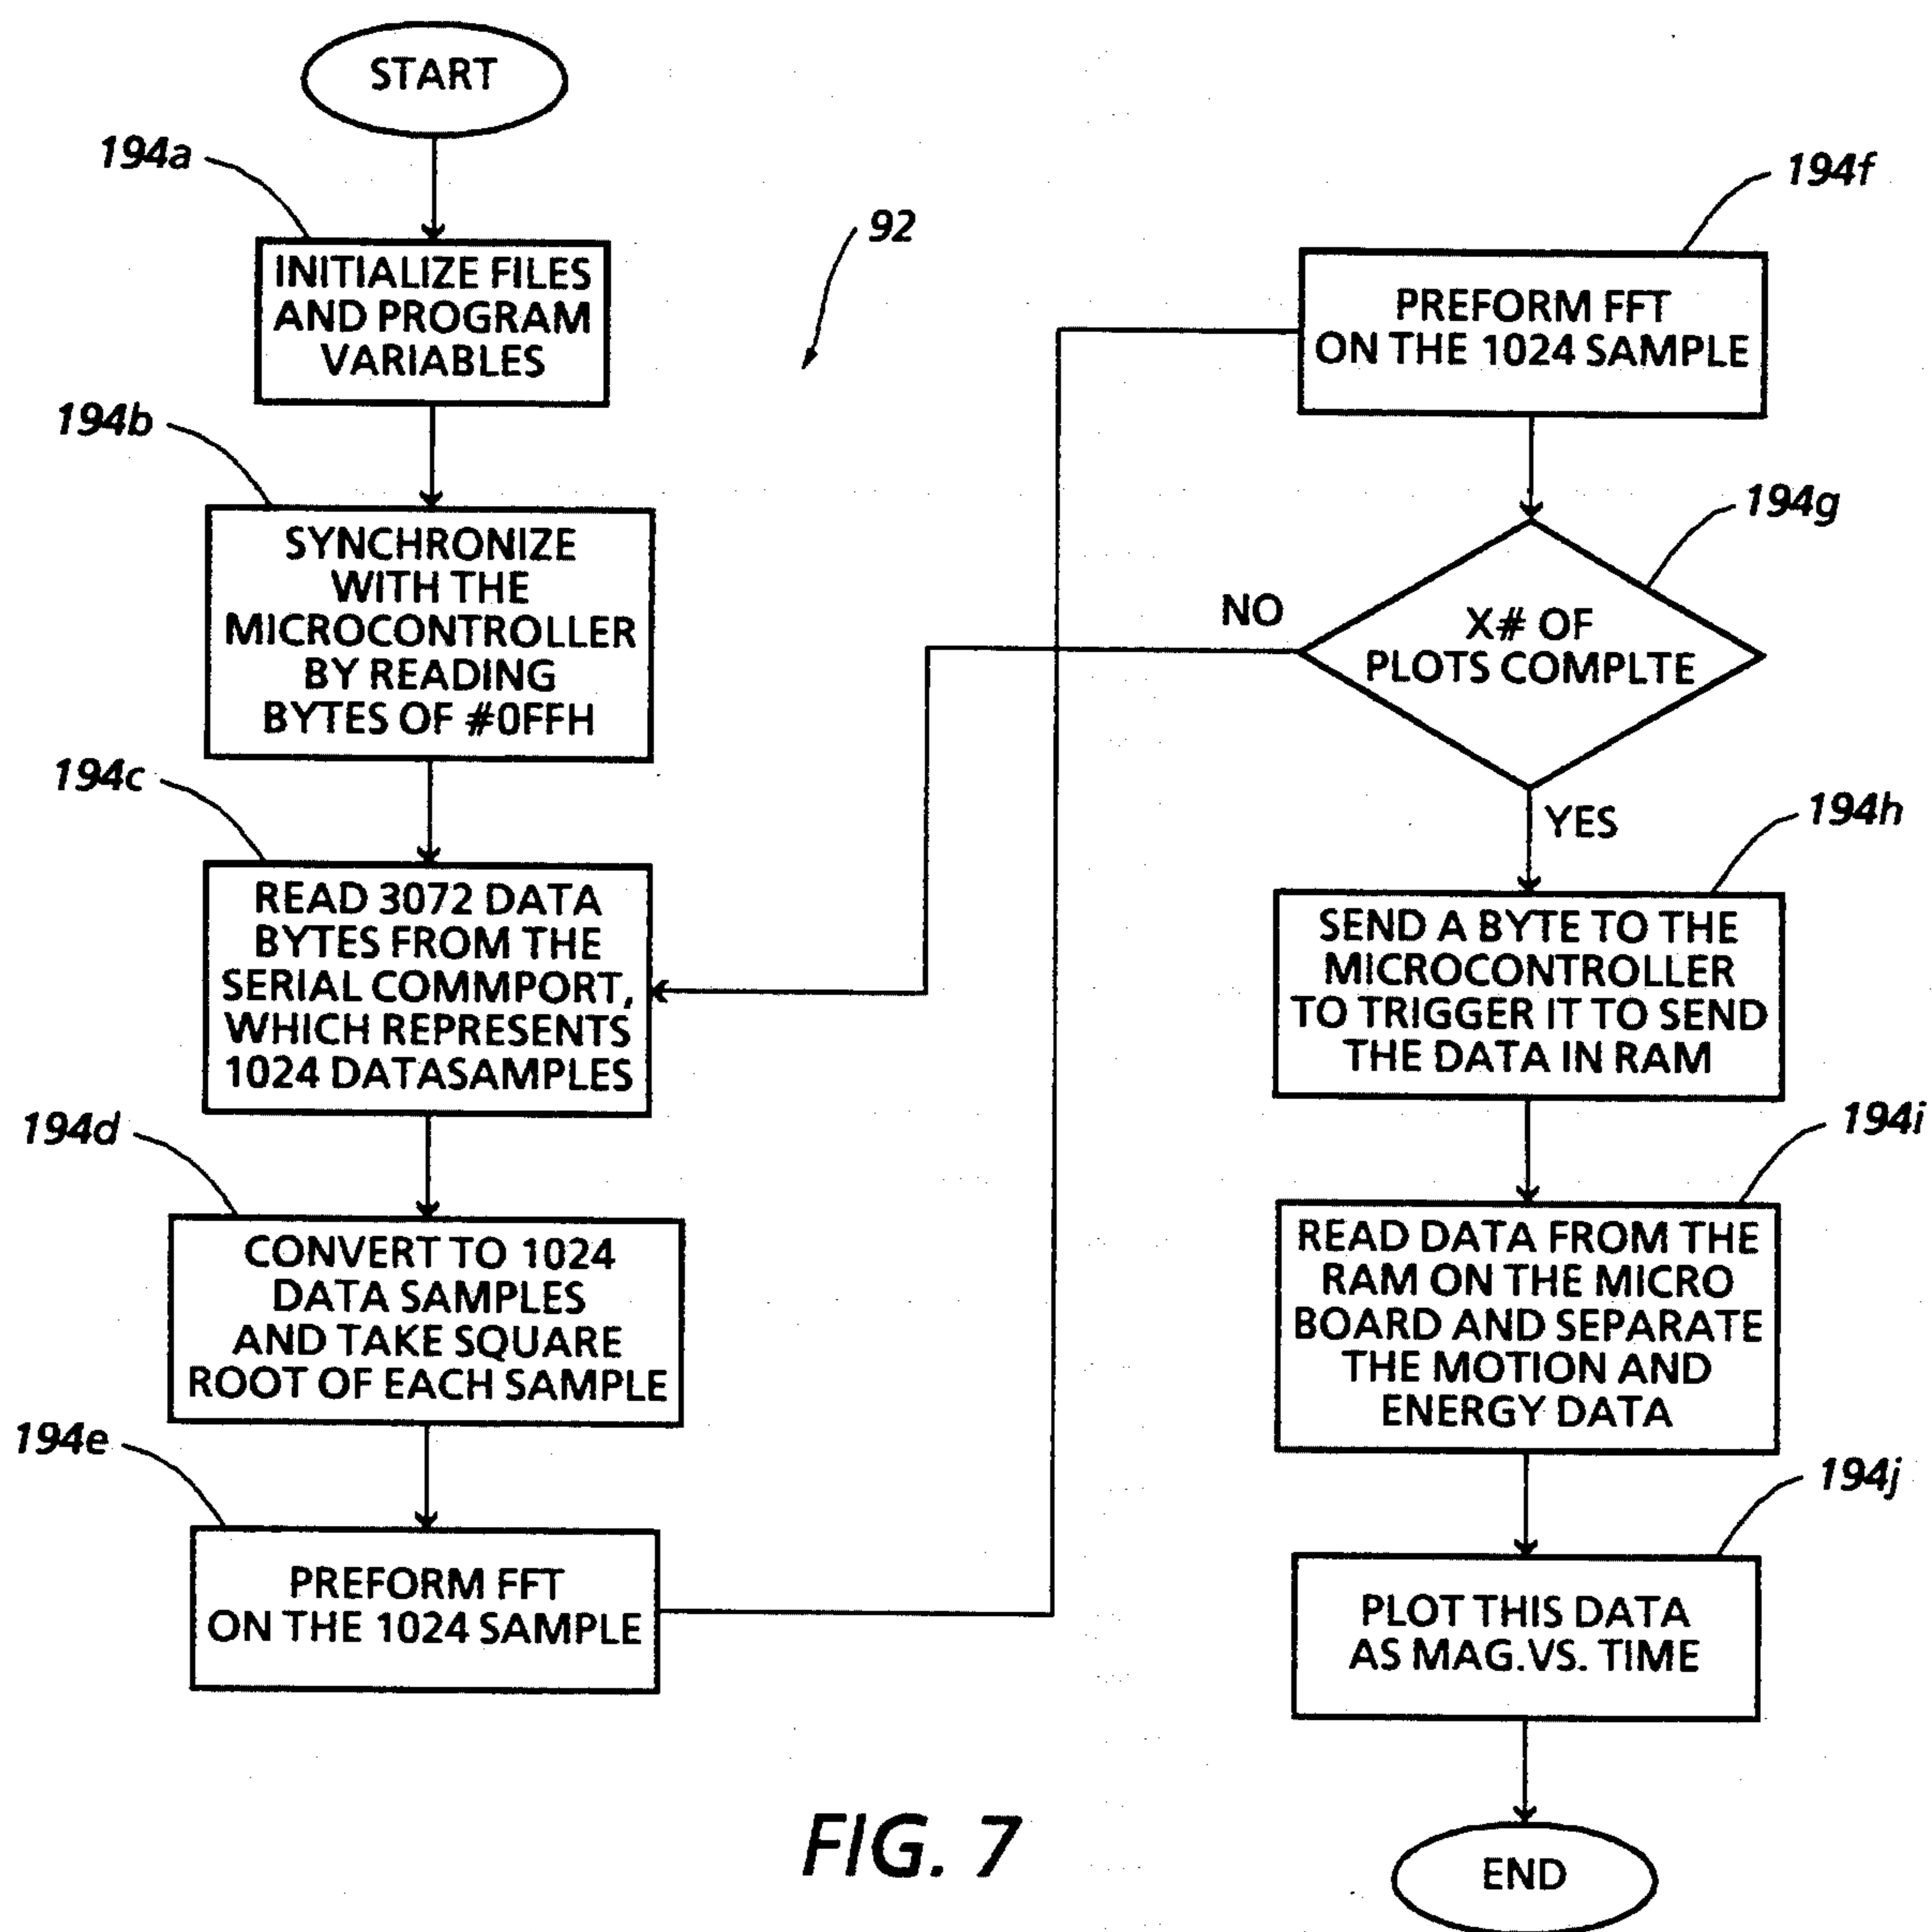 START
194a
INITIALIZE FILES
AND PROGRAM
VARIABLES
92
194b
SYNCHRONIZE
WITH THE
MICROCONTROLLER
BY READING
BYTES OF #0FFH
194c
READ 3072 DATA
BYTES FROM THE
SERIAL COMMPORT,
WHICH REPRESENTS
1024 DATASAMPLES
194d
CONVERT TO 1024
DATA SAMPLES
AND TAKE SQUARE
ROOT OF EACH SAMPLE
194e
PREFORM FFT
ON THE 1024 SAMPLE
194f
PREFORM FFT
ON THE 1024 SAMPLE
194g
NO
X# OF
PLOTS COMPLTE
YES
194h
SEND A BYTE TO THE
MICROCONTROLLER
TO TRIGGER IT TO SEND
THE DATA IN RAM
194i
READ DATA FROM THE
RAM ON THE MICRO
BOARD AND SEPARATE
THE MOTION AND
ENERGY DATA
194j
PLOT THIS DATA
AS MAG.VS. TIME
END
FIG. 7